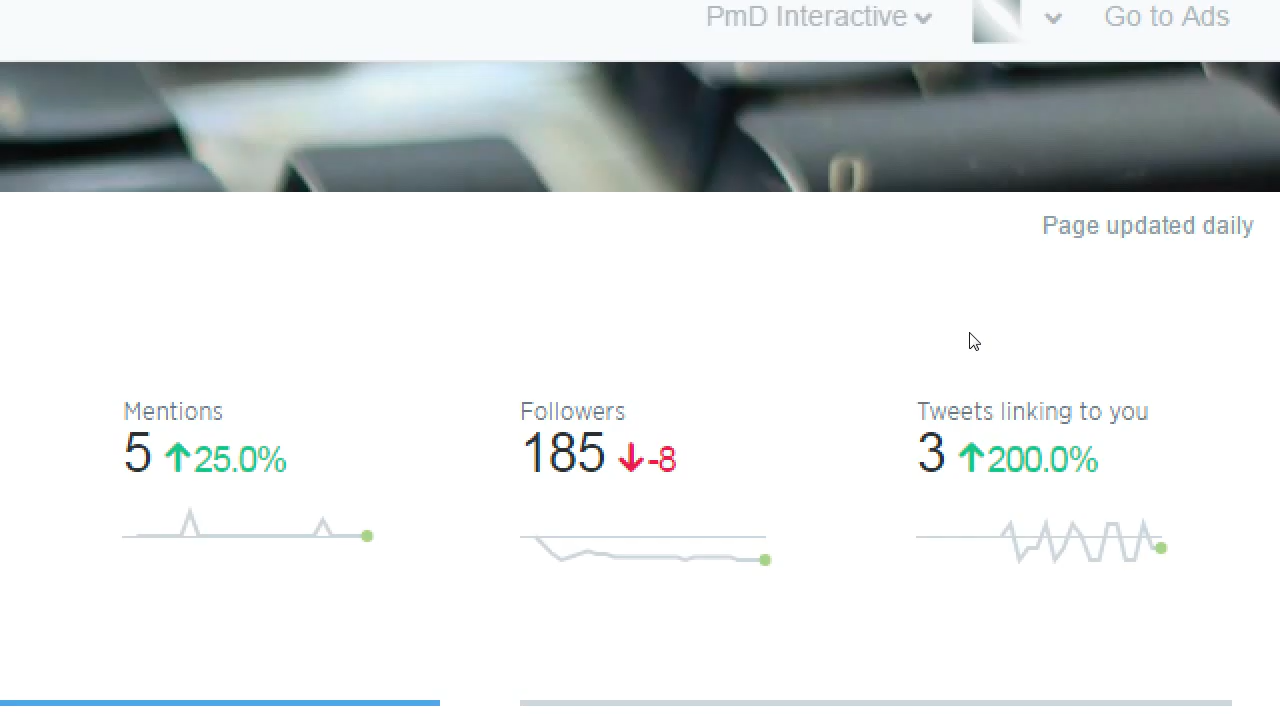 PmD Interactive
Go to Ads
Page updated daily
Mentions
5 25.0%
Followers
185 -8
Tweets linking to you
3 200.0%